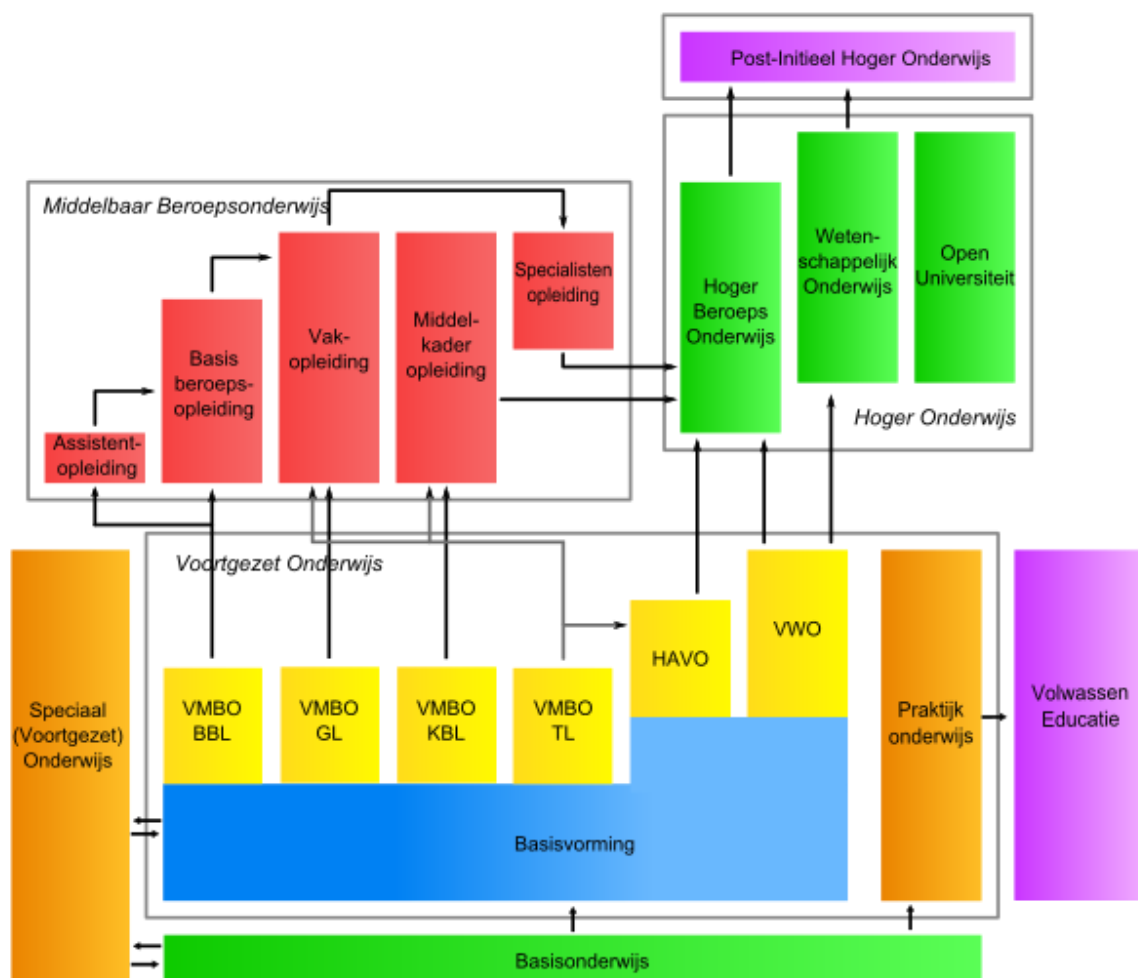 Post-Initieel Hoger Onderwijs
Middelbaar Beroepsonderwijs
Assistent-
opleiding
Basis
beroeps-
opleiding
Vak-
opleiding
Middel-
kader
opleiding
Specialisten
opleiding
Hoger
Beroeps
Onderwijs
Weten-
schappelijk
Onderwijs
Open
Universiteit
Hoger Onderwijs
Voortgezet Onderwijs
Speciaal
(Voortgezet)
Onderwijs
VMBO
BBL
VMBO
GL
VMBO
KBL
VMBO
TL
HAVO
VWO
Praktijk
onderwijs
Volwassen
Educatie
Basisvorming
Basisonderwijs